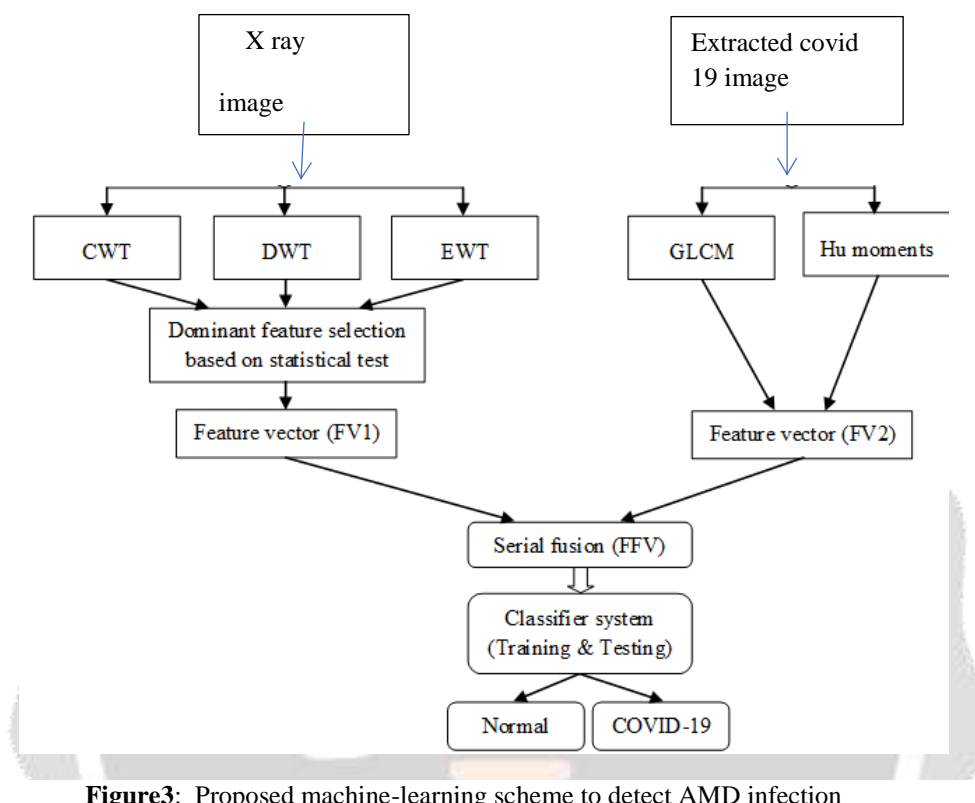 X ray
image
Extracted covid
19 image
CWT
DWT
EWT
GLCM
Hu moments
Dominant feature selection
based on statistical test
Feature vector (FV1)
Feature vector (FV2)
Serial fusion (FFV)
Classifier system
(Training & Testing)
Normal
COVID-19
Figure3: Proposed machine-learning scheme to detect AMD infection